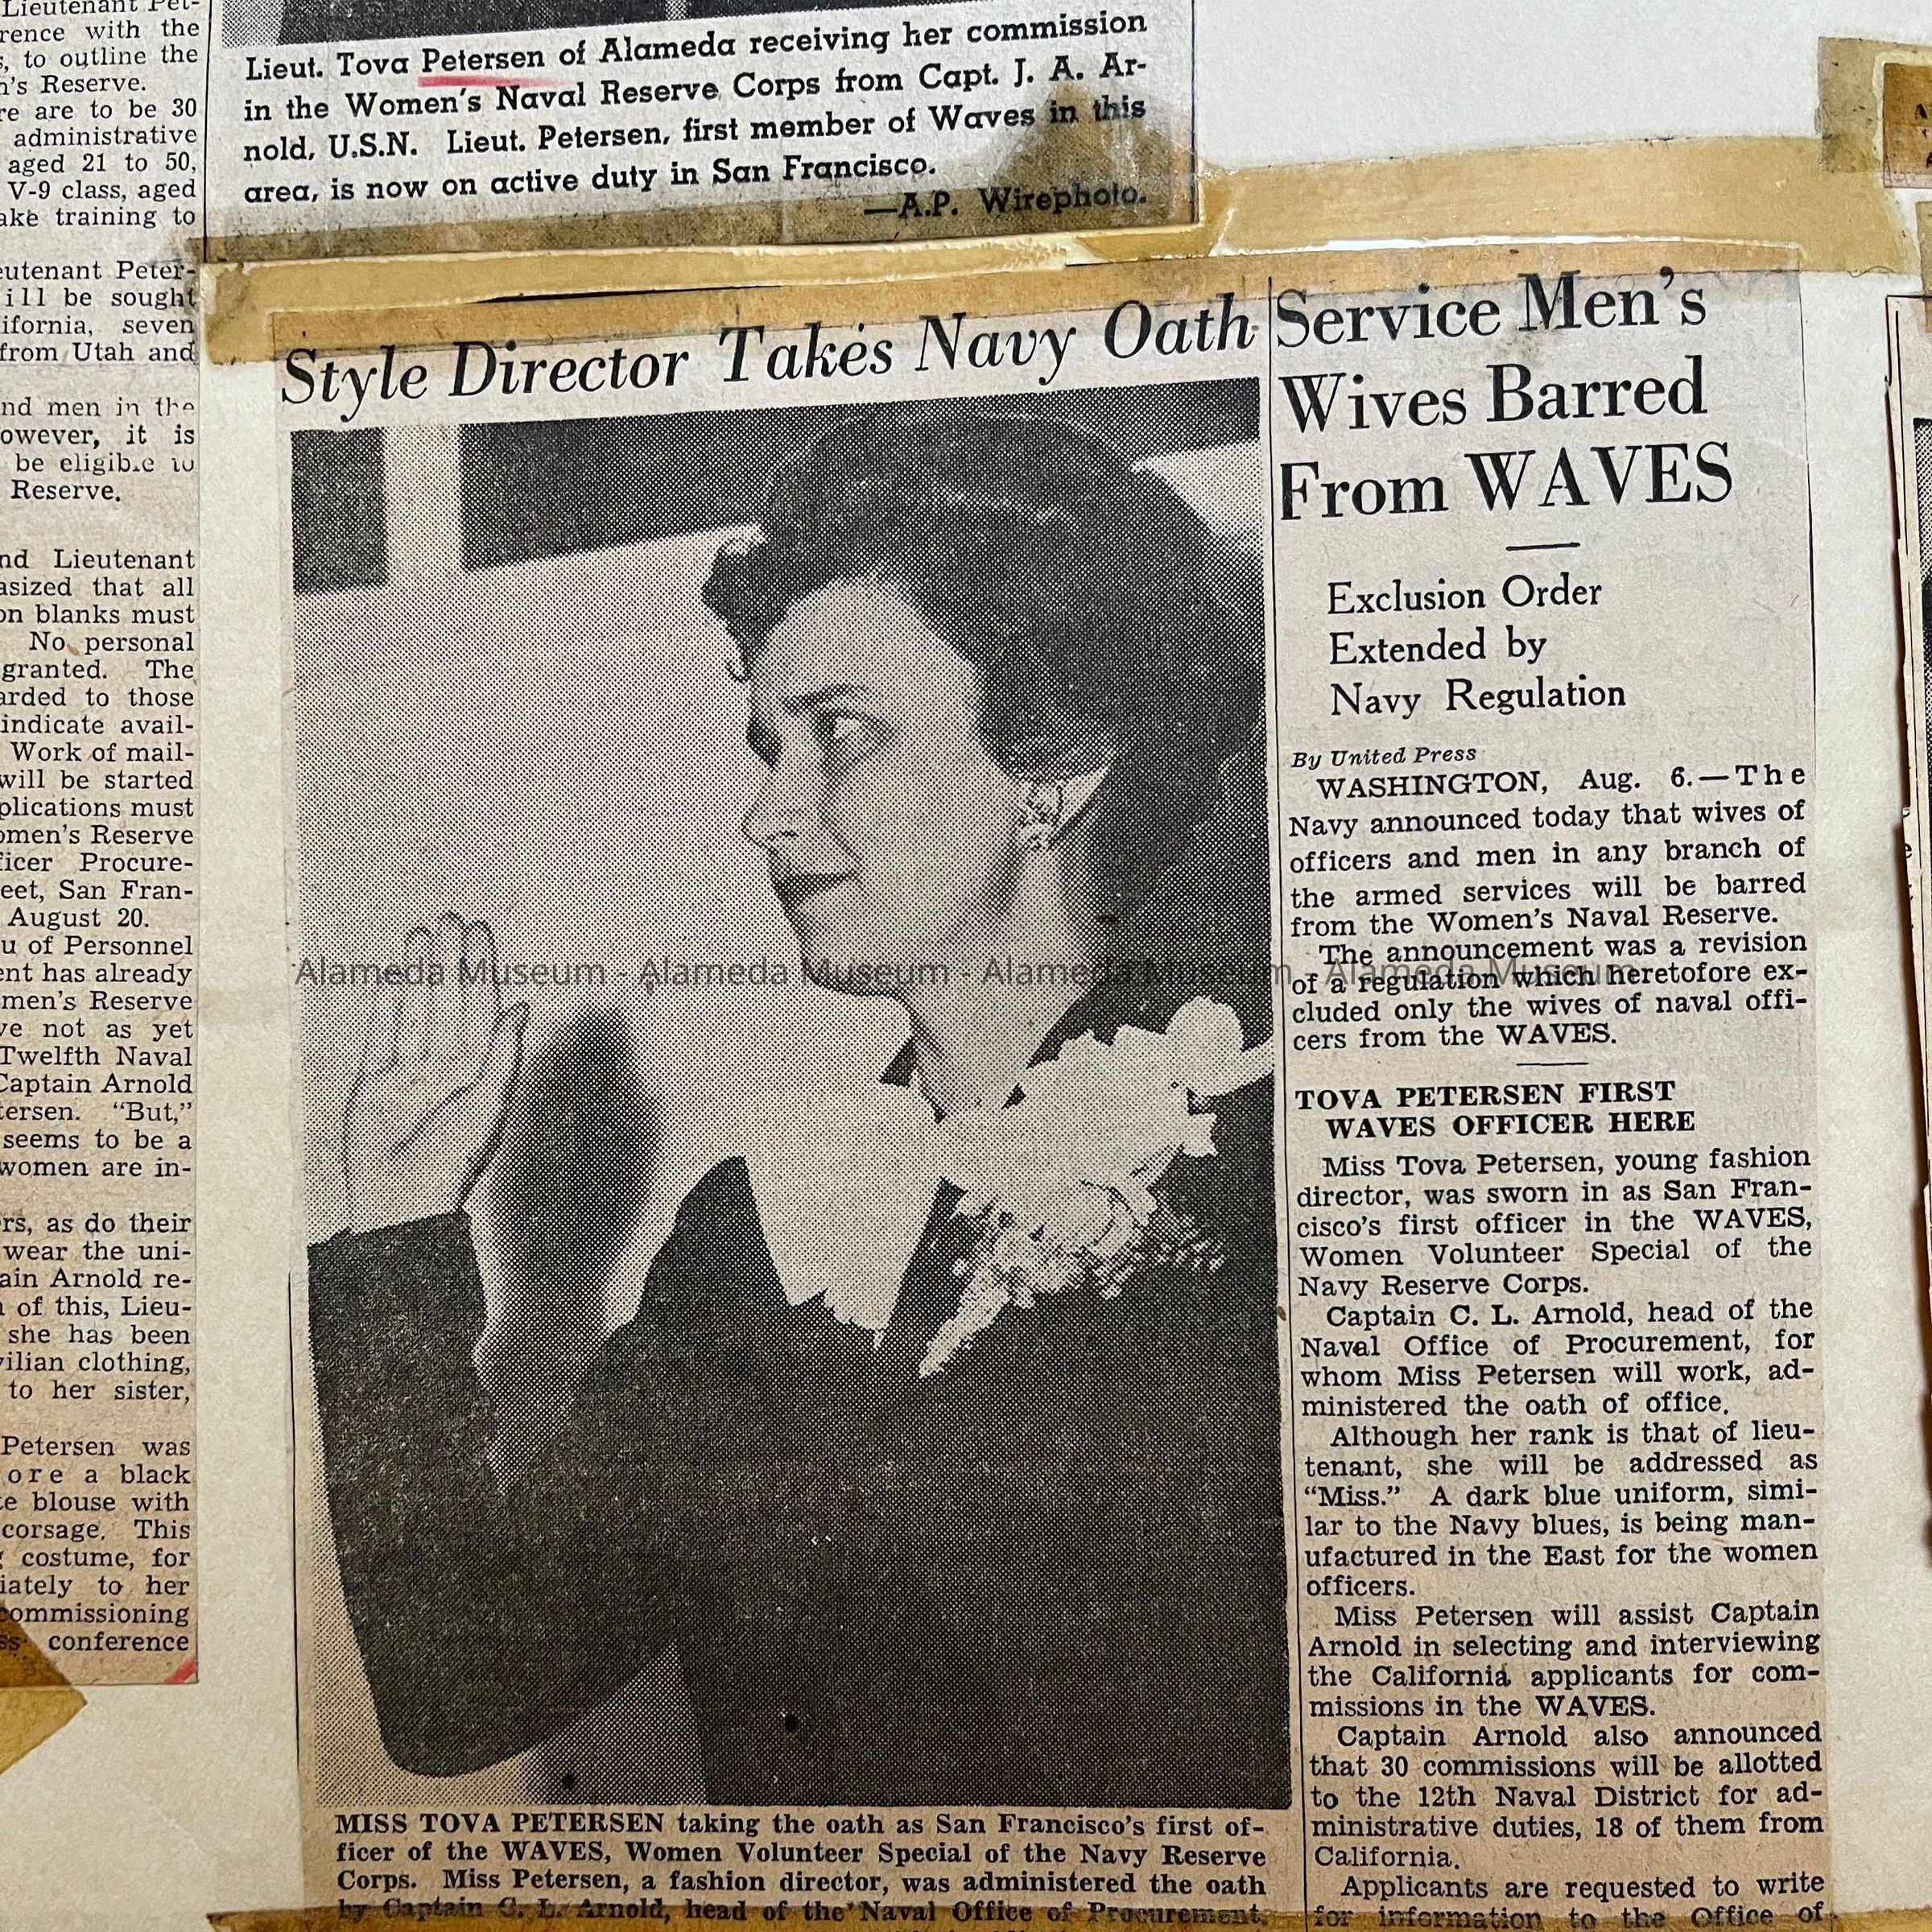 Lieutenant Pet-
rence with the
s, to outline the
n's Reserve.
re are to be 30
administrative
aged 21 to 50,
V-9 class, aged
ake training to
eutenant Peter-
ill be sought
ifornia, seven
from Utah and
nd men in the
owever, it is
be eligible to
Reserve.
nd Lieutenant
asized that all
on blanks must
No personal
granted. The
arded to those
indicate avail-
Work of mail-
will be started
plications must
omen's Reserve
ficer Procure-
eet, San Fran-
August 20.
u of Personnel
ent has already
men's Reserve
ve not as yet
Twelfth Naval
Captain Arnold
tersen. "But,"
seems to be a
women are in-
rs, as do their
wear the uni-
ain Arnold re-
n of this, Lieu-
she has been
vilian clothing,
to her sister,
Petersen was
ore a black
te blouse with
corsage. This
g costume, for
iately to her
commissioning
ss conference
Lieut. Tova Petersen of Alameda receiving her commission
in the Women's Naval Reserve Corps from Capt. J. A. Ar-
nold, U.S.N. Lieut. Petersen, first member of Waves in this
area, is now on active duty in San Francisco.
—A.P. Wirephoto.
Style Director Takes Navy Oath
MISS TOVA PETERSEN taking the oath as San Francisco's first of-
ficer of the WAVES, Women Volunteer Special of the Navy Reserve
Corps. Miss Petersen, a fashion director, was administered the oath
by Captain C. L. Arnold, head of the Naval Office of Procurement.
Service Men's
Wives Barred
From WAVES
Exclusion Order
Extended by
Navy Regulation
By United Press
WASHINGTON, Aug. 6.—The
Navy announced today that wives of
officers and men in any branch of
the armed services will be barred
from the Women's Naval Reserve.
The announcement was a revision
of a regulation which heretofore ex-
cluded only the wives of naval offi-
cers from the WAVES.
TOVA PETERSEN FIRST
WAVES OFFICER HERE
Miss Tova Petersen, young fashion
director, was sworn in as San Fran-
cisco's first officer in the WAVES,
Women Volunteer Special of the
Navy Reserve Corps.
Captain C. L. Arnold, head of the
Naval Office of Procurement, for
whom Miss Petersen will work, ad-
ministered the oath of office.
Although her rank is that of lieu-
tenant, she will be addressed as
"Miss." A dark blue uniform, simi-
lar to the Navy blues, is being man-
ufactured in the East for the women
officers.
Miss Petersen will assist Captain
Arnold in selecting and interviewing
the California applicants for com-
missions in the WAVES.
Captain Arnold also announced
that 30 commissions will be allotted
to the 12th Naval District for ad-
ministrative duties, 18 of them from
California.
Applicants are requested to write
for information to the Office of
Alameda Museum - Alameda Museum - Alameda Museum - Alameda Museum